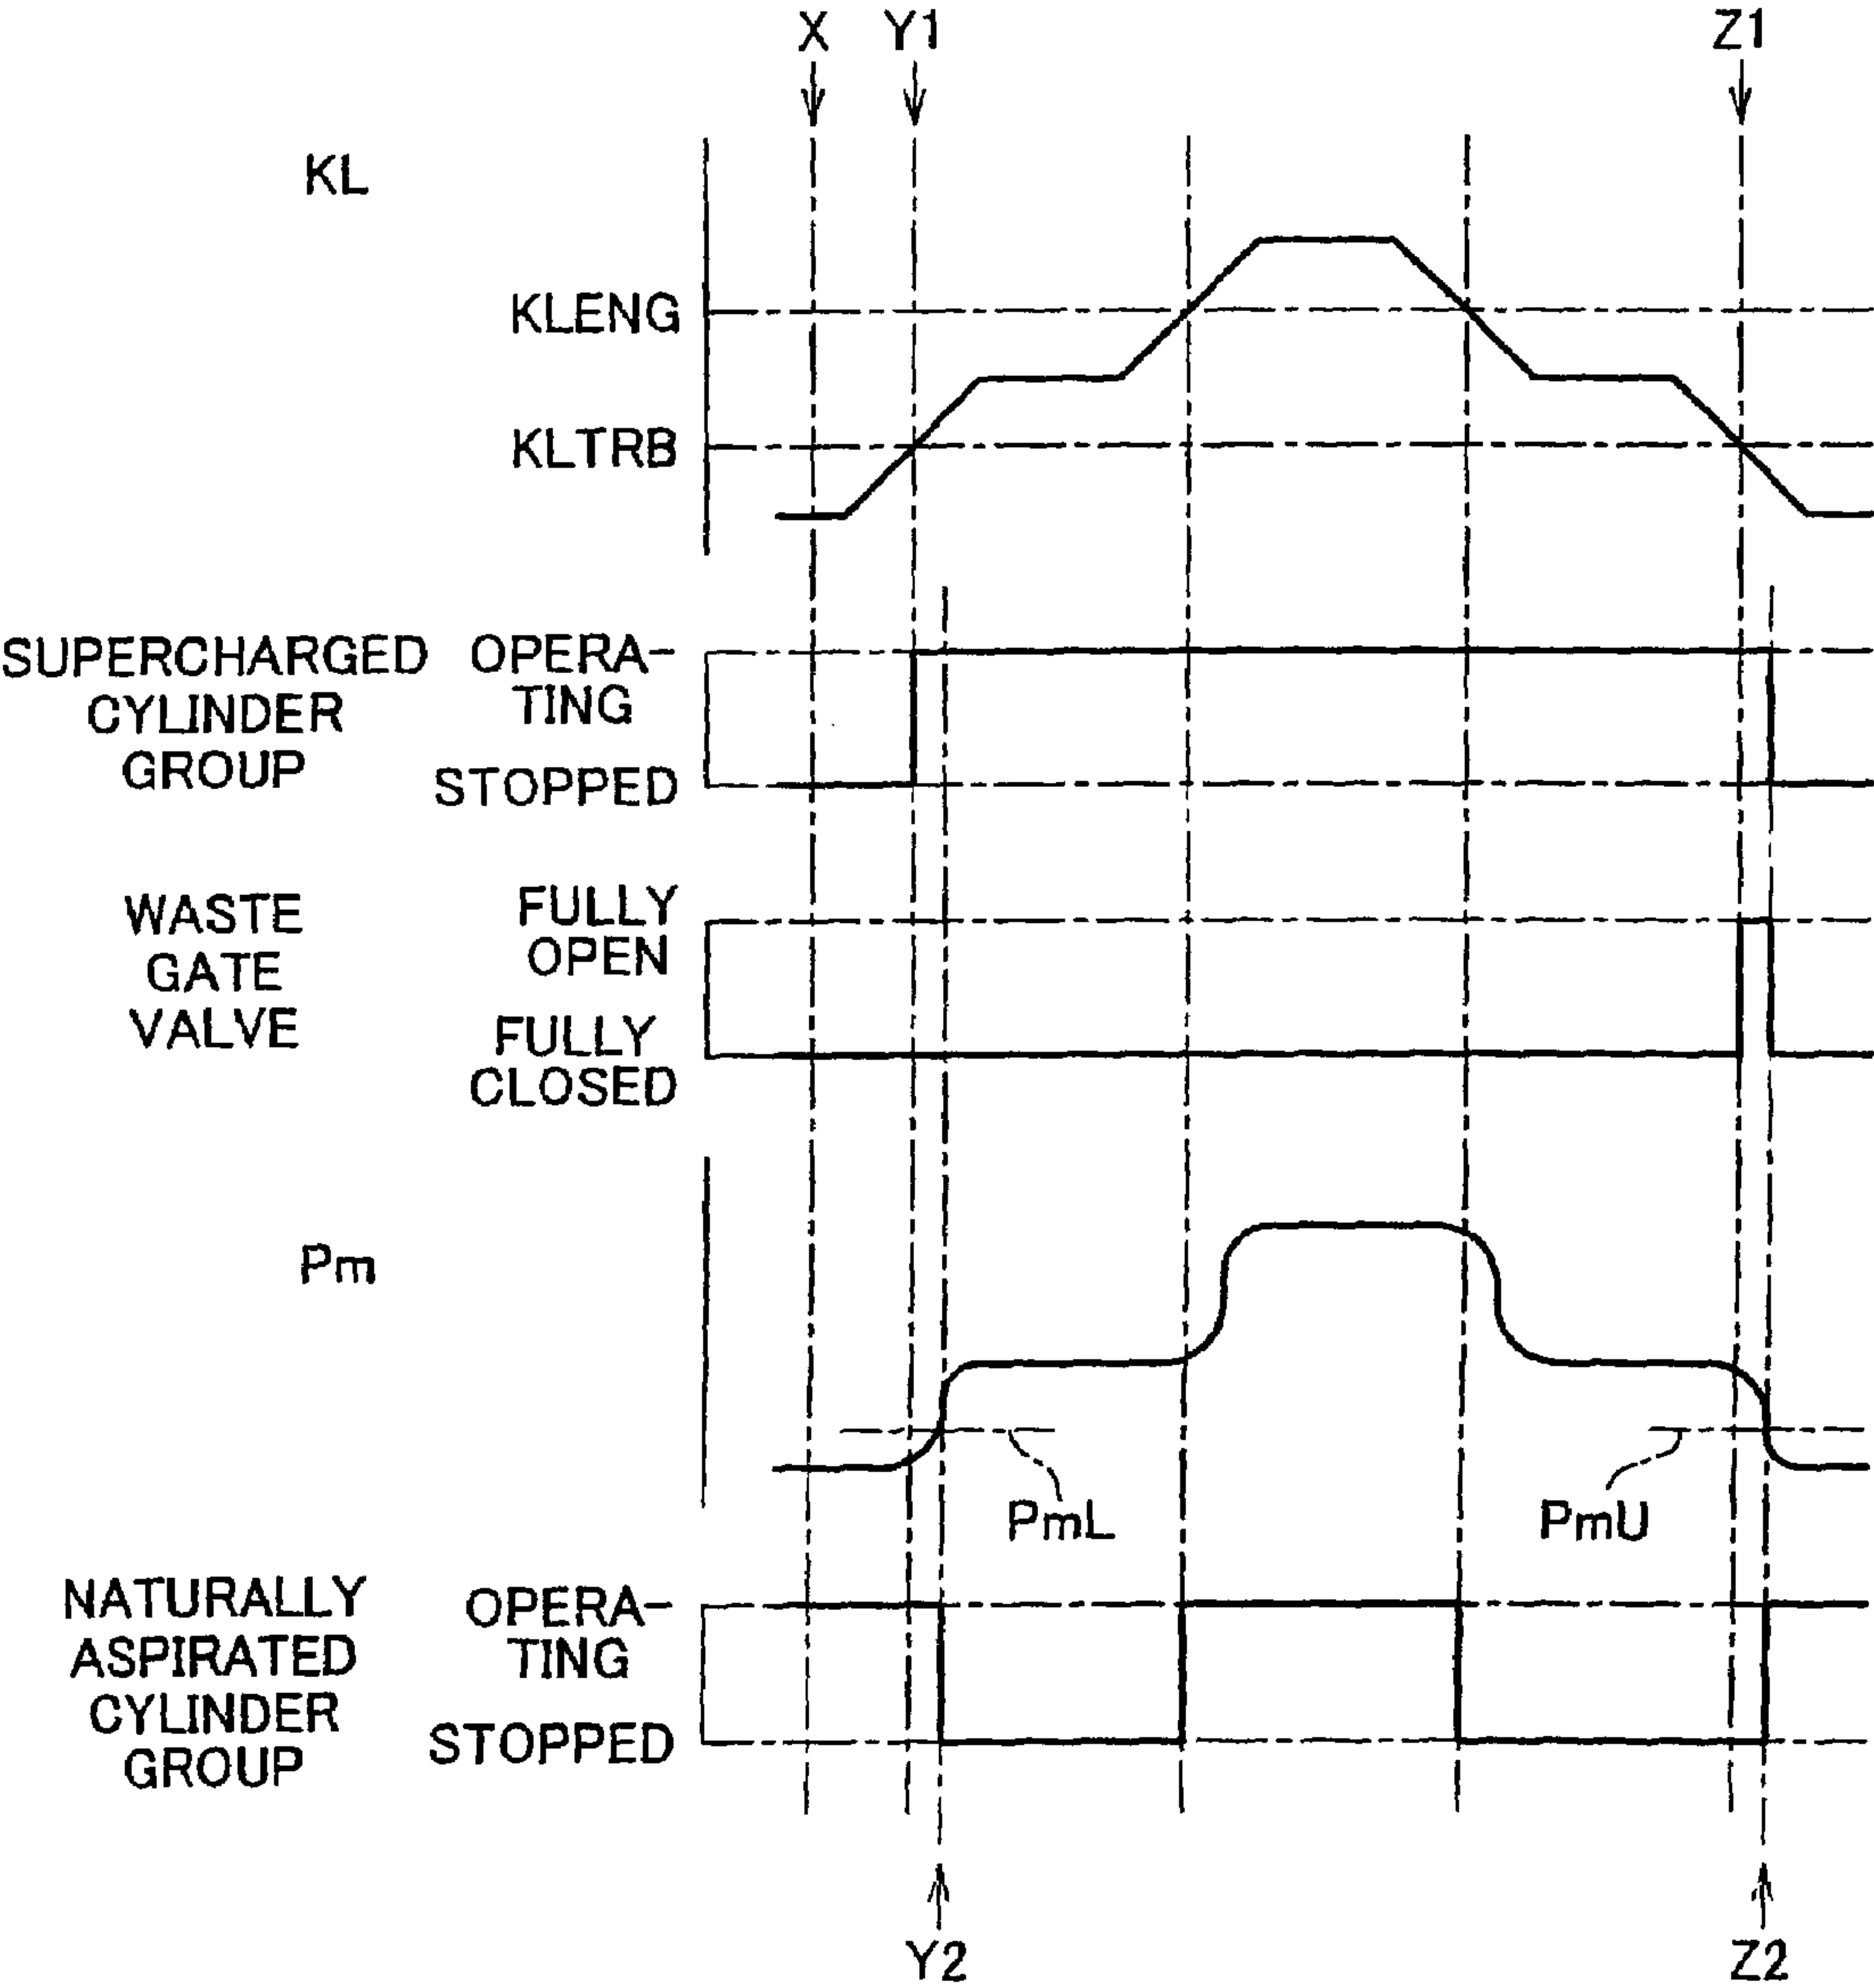 X Y1 Z1
KL
KLENG
KLTRB
SUPERCHARGED
CYLINDER
GROUP
OPERA-
TING
STOPPED
WASTE
GATE
VALVE
FULLY
OPEN
FULLY
CLOSED
Pm
PmL PmU
NATURALLY
ASPIRATED
CYLINDER
GROUP
OPERA-
TING
STOPPED
Y2 Z2